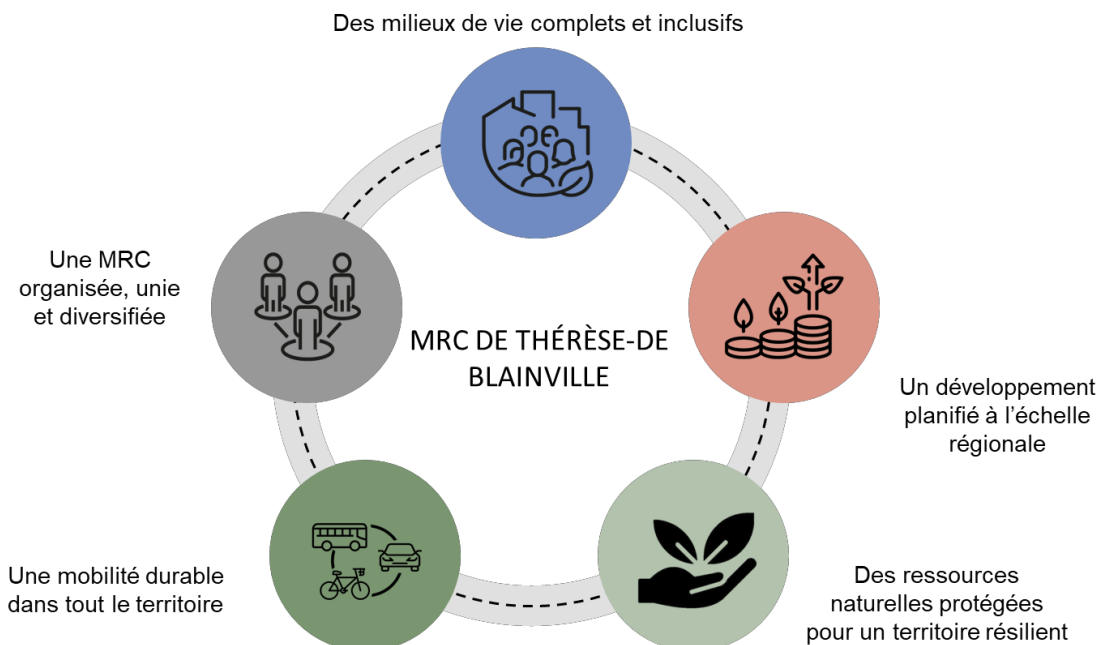 Des milieux de vie complets et inclusifs
Une MRC
organisée, unie
et diversifiée
MRC DE THÉRÈSE-DE
BLAINVILLE
Un développement
planifié à l’échelle
régionale
Une mobilité durable
dans tout le territoire
Des ressources
naturelles protégées
pour un territoire résilient